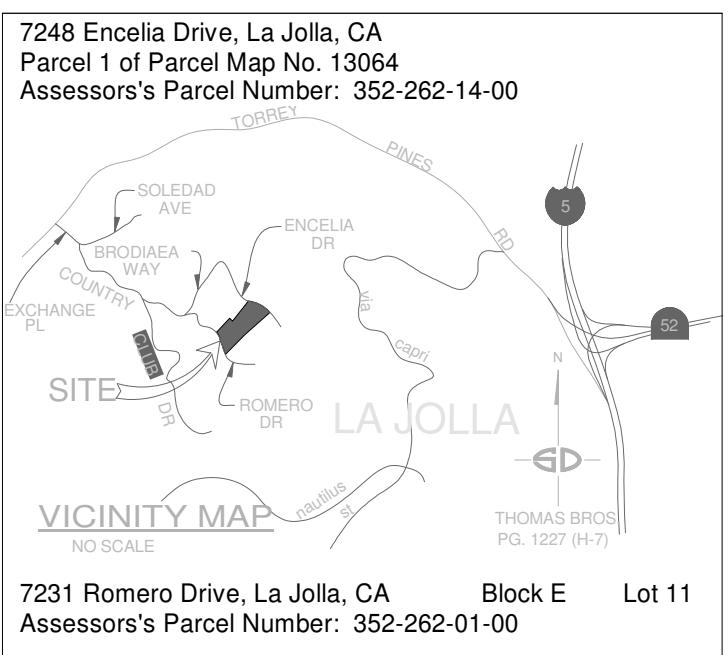 7248 Encelia Drive, La Jolla, CA
Parcel 1 of Parcel Map No. 13064
Assessors's Parcel Number: 352-262-14-00
TORREY
PINES
RD
SOLEDAD
AVE
ENCELIA
DR
BRODIAEA
WAY
5
COUNTRY
CLUB
DR
EXCHANGE
PL
via
capri
52
SITE
ROMERO
DR
LA JOLLA
N
SD
nautilus
st
VICINITY MAP
NO SCALE
THOMAS BROS
PG. 1227 (H-7)
7231 Romero Drive, La Jolla, CA Block E Lot 11
Assessors's Parcel Number: 352-262-01-00